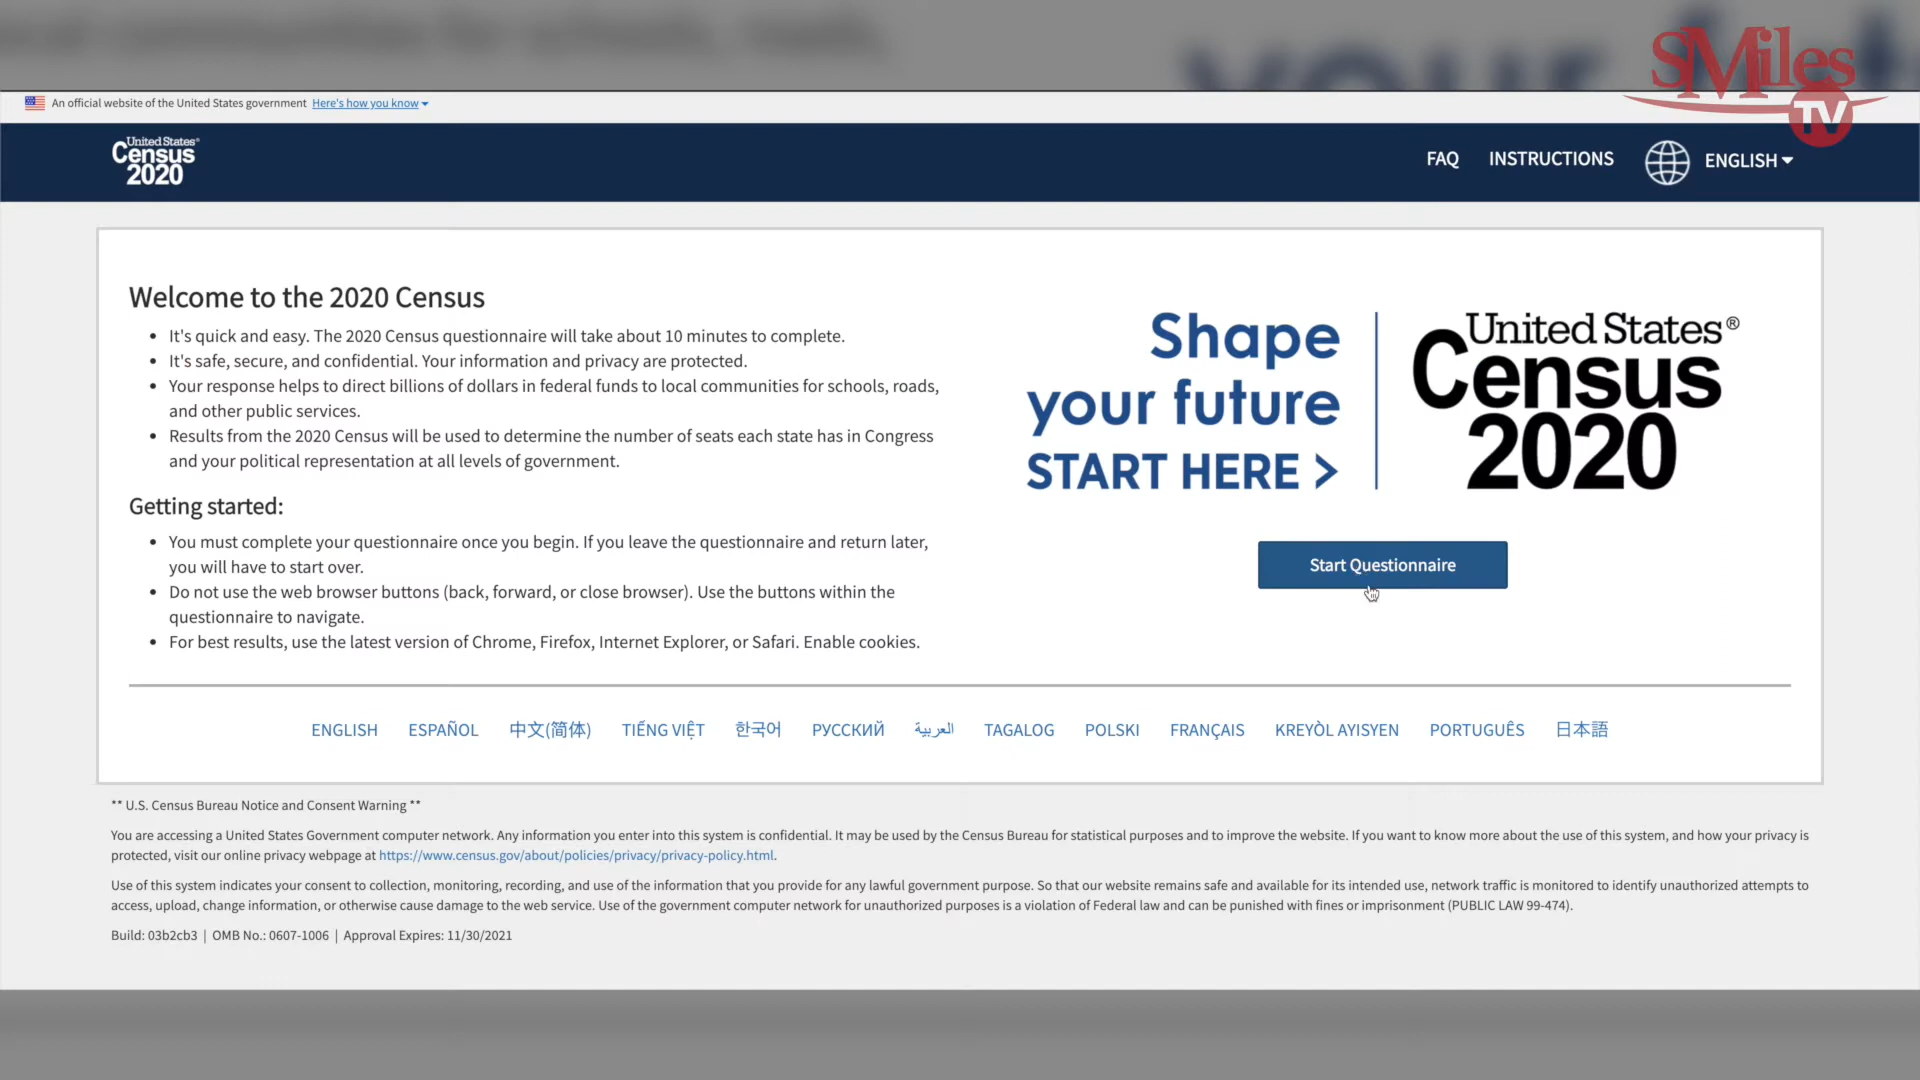 SMiles
TV
An official website of the United States government Here's how you know
United States®
Census
2020
FAQ INSTRUCTIONS ENGLISH
Welcome to the 2020 Census
• It's quick and easy. The 2020 Census questionnaire will take about 10 minutes to complete.
• It's safe, secure, and confidential. Your information and privacy are protected.
• Your response helps to direct billions of dollars in federal funds to local communities for schools, roads,
and other public services.
• Results from the 2020 Census will be used to determine the number of seats each state has in Congress
and your political representation at all levels of government.
Getting started:
• You must complete your questionnaire once you begin. If you leave the questionnaire and return later,
you will have to start over.
• Do not use the web browser buttons (back, forward, or close browser). Use the buttons within the
questionnaire to navigate.
• For best results, use the latest version of Chrome, Firefox, Internet Explorer, or Safari. Enable cookies.
Shape
your future
START HERE >
United States®
Census
2020
Start Questionnaire
ENGLISH ESPAÑOL 中文(简体) TIẾNG VIỆT 한국어 РУССКИЙ العربية TAGALOG POLSKI FRANÇAIS KREYÒL AYISYEN PORTUGUÊS 日本語
** U.S. Census Bureau Notice and Consent Warning **
You are accessing a United States Government computer network. Any information you enter into this system is confidential. It may be used by the Census Bureau for statistical purposes and to improve the website. If you want to know more about the use of this system, and how your privacy is
protected, visit our online privacy webpage at https://www.census.gov/about/policies/privacy/privacy-policy.html.
Use of this system indicates your consent to collection, monitoring, recording, and use of the information that you provide for any lawful government purpose. So that our website remains safe and available for its intended use, network traffic is monitored to identify unauthorized attempts to
access, upload, change information, or otherwise cause damage to the web service. Use of the government computer network for unauthorized purposes is a violation of Federal law and can be punished with fines or imprisonment (PUBLIC LAW 99-474).
Build: 03b2cb3 | OMB No.: 0607-1006 | Approval Expires: 11/30/2021